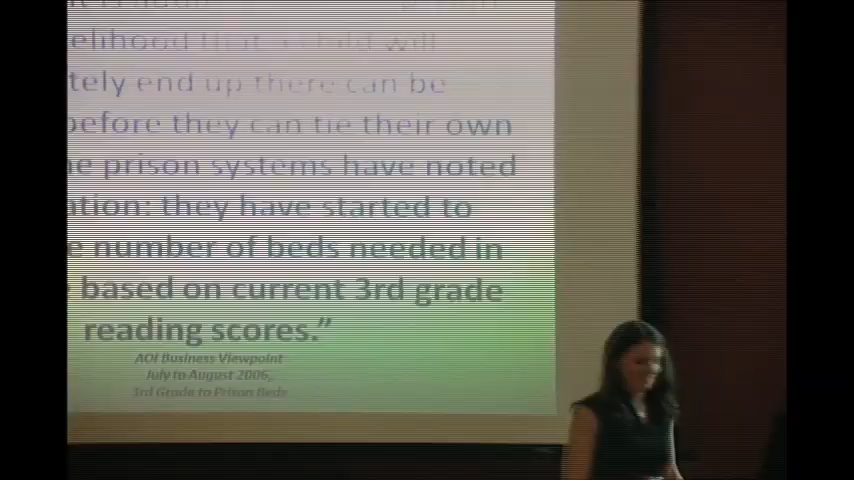 elihood that a child will
tely end up there can be
before they can tie their own
e prison systems have noted
ation: they have started to
e number of beds needed in
based on current 3rd grade
reading scores.”
AOI Business Viewpoint
July to August 2006,
3rd Grade to Prison Beds